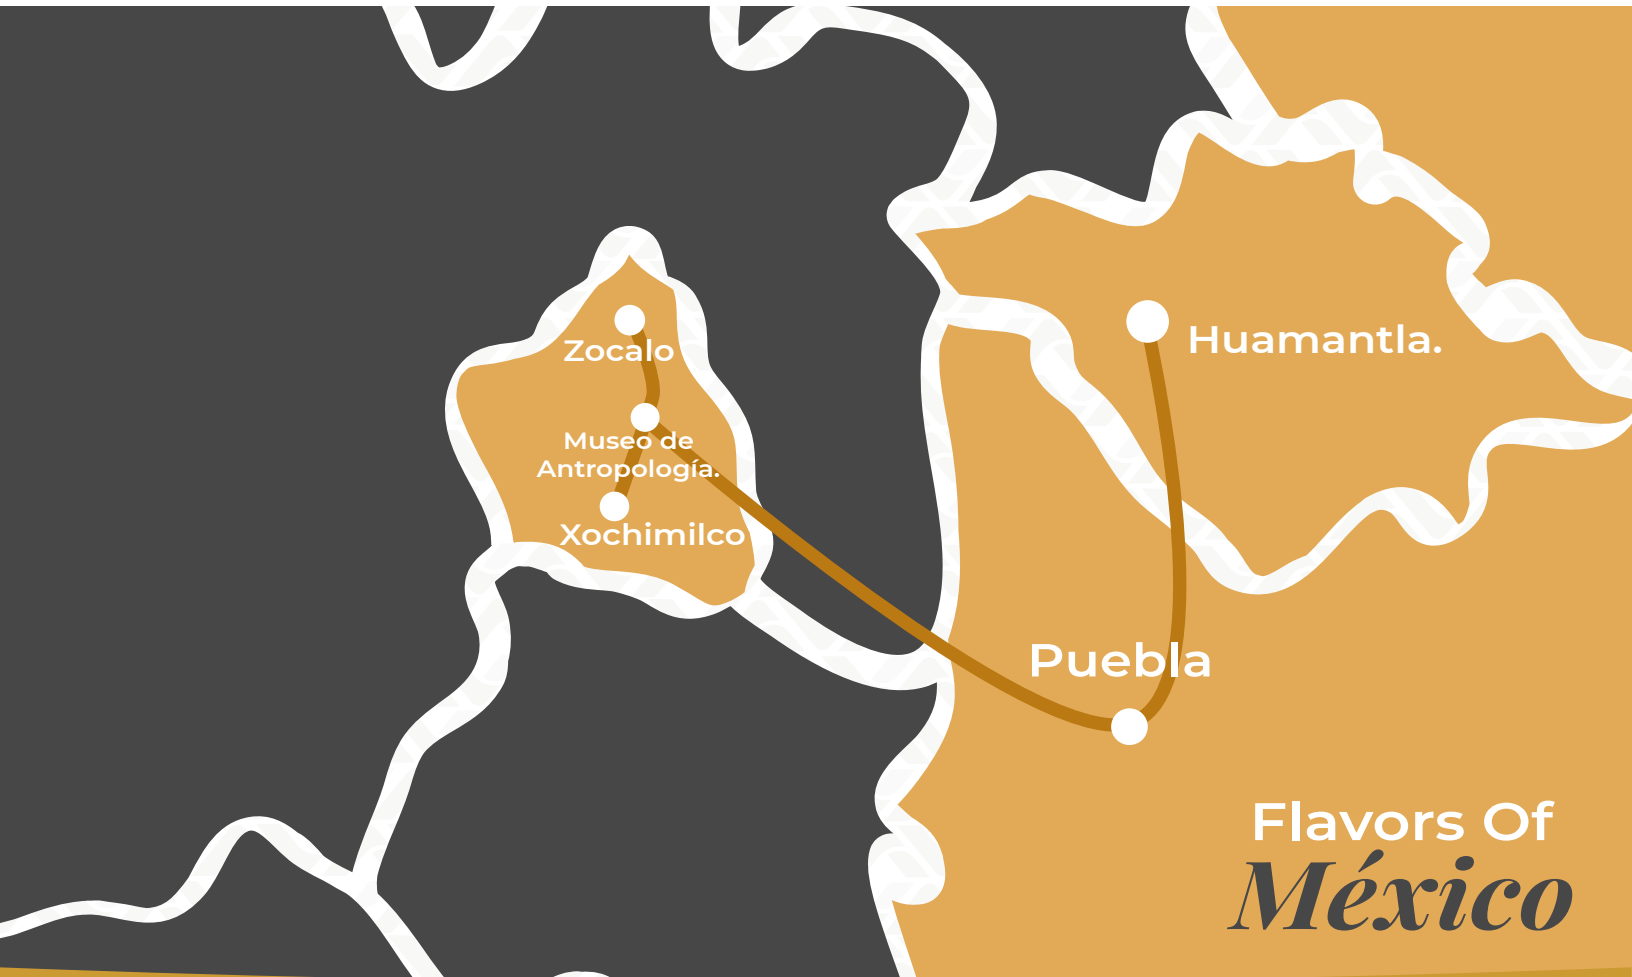 Zocalo
Huamantla.
Museo de
Antropología.
Xochimilco
Puebla
Flavors Of
México